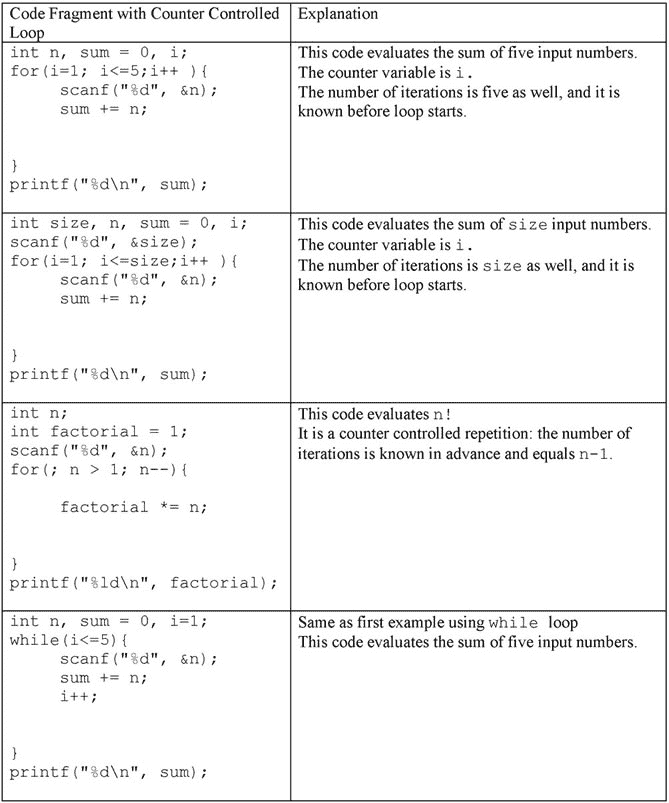 Code Fragment with Counter Controlled
Loop
Explanation
int n, sum = 0, i;
for(i=1; i<=5;i++ ){
scanf("%d", &n);
sum += n;
}
printf("%d\n", sum);
This code evaluates the sum of five input numbers.
The counter variable is i.
The number of iterations is five as well, and it is
known before loop starts.
int size, n, sum = 0, i;
scanf("%d", &size);
for(i=1; i<=size;i++ ){
scanf("%d", &n);
sum += n;
}
printf("%d\n", sum);
This code evaluates the sum of size input numbers.
The counter variable is i.
The number of iterations is size as well, and it is
known before loop starts.
int n;
int factorial = 1;
scanf("%d", &n);
for(; n > 1; n--){
factorial *= n;
}
printf("%ld\n", factorial);
This code evaluates n!
It is a counter controlled repetition: the number of
iterations is known in advance and equals n-1.
int n, sum = 0, i=1;
while(i<=5){
scanf("%d", &n);
sum += n;
i++;
}
printf("%d\n", sum);
Same as first example using while loop
This code evaluates the sum of five input numbers.